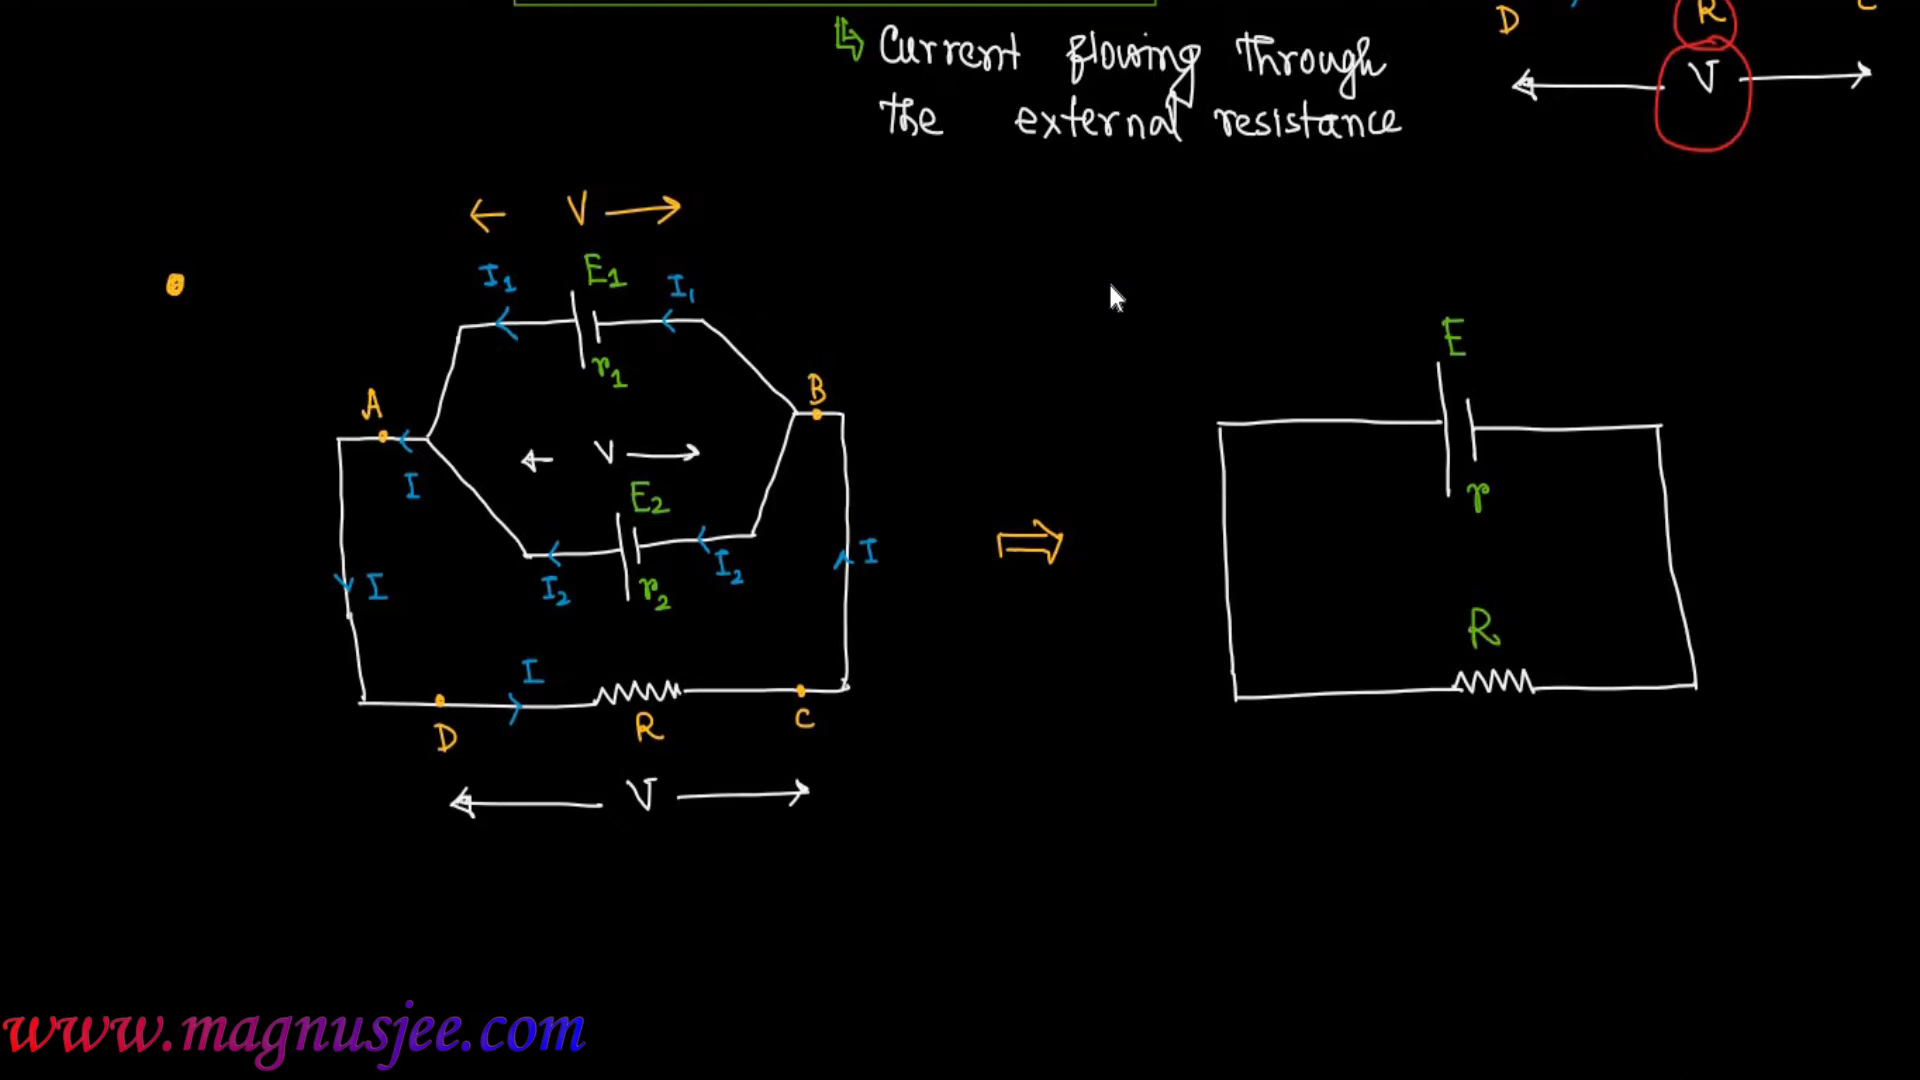 D R C
↳ Current flowing through
the external resistance
V
V
I1 E1 I1
r1
A B
V
I
E2
I2 r2 I2
I I
I
D R C
V
E
r
R
www.magnusjee.com